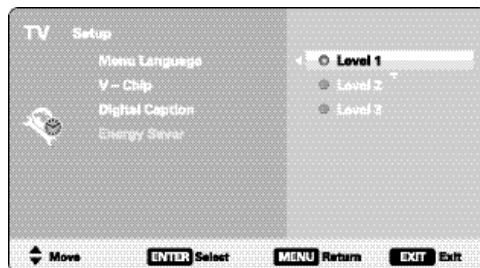 TV Setup
Menu Language
Level 1
V – Chip
Level 2
Digital Caption
Level 3
Energy Saver
Move ENTER Select MENU Return EXIT Exit